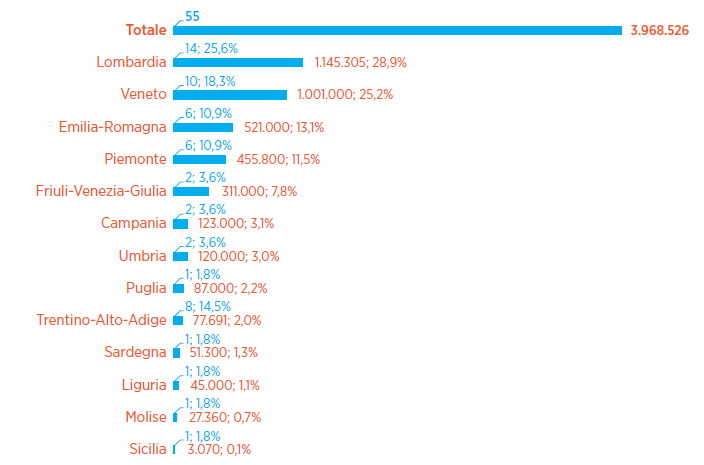 55
Totale 3.968.526
14; 25,6%
Lombardia 1,145.305; 28,9%
10; 18,3%
Veneto 1.001.000; 25,2%
6; 10,9%
Emilia-Romagna 521.000; 13,1%
6; 10,9%
Piemonte 455.800; 11,5%
2; 3,6%
Friuli-Venezia-Giulia 311.000; 7,8%
2; 3,6%
Campania 123.000; 3,1%
2; 3,6%
Umbria 120.000; 3,0%
1; 1,8%
Puglia 87.000; 2,2%
8; 14,5%
Trentino-Alto-Adige 77.691; 2,0%
1; 1,8%
Sardegna 51.300; 1,3%
1; 1,8%
Liguria 45.000; 1,1%
1; 1,8%
Molise 27.360; 0,7%
1; 1,8%
Sicilia 3.070; 0,1%